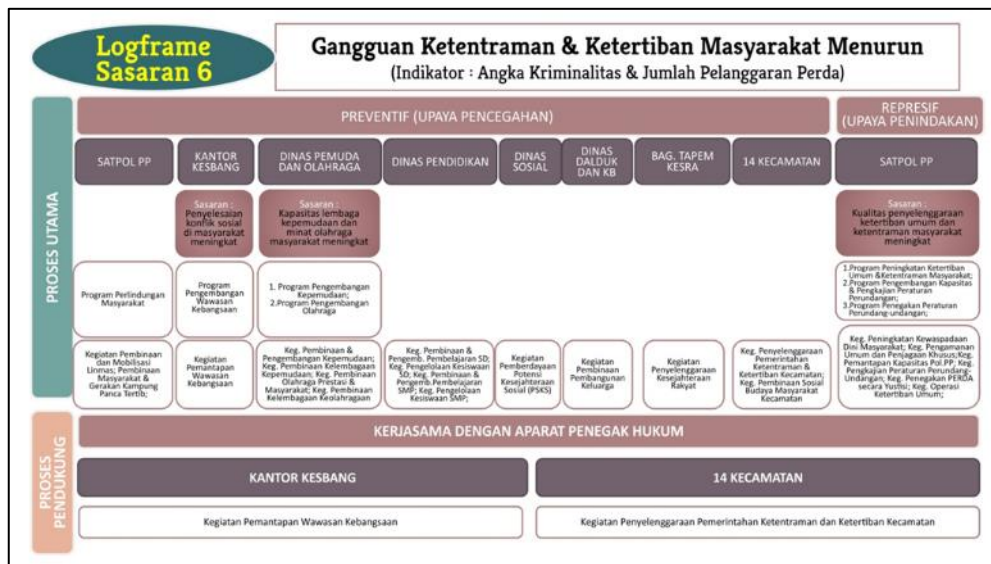 Logframe
Sasaran 6
Gangguan Ketentraman & Ketertiban Masyarakat Menurun
(Indikator : Angka Kriminalitas & Jumlah Pelanggaran Perda)
PROSES UTAMA
PREVENTIF (UPAYA PENCEGAHAN)
REPRESIF
(UPAYA PENINDAKAN)
SATPOL PP
KANTOR
KESBANG
DINAS PEMUDA
DAN OLAHRAGA
DINAS PENDIDIKAN
DINAS
SOSIAL
DINAS
DALDUK
DAN KB
BAG. TAPEM
KESRA
14 KECAMATAN
SATPOL PP
Sasaran :
Penyelesaian
konflik sosial
di masyarakat
meningkat
Sasaran :
Kapasitas lembaga
kepemudaan dan
minat olahraga
masyarakat meningkat
Sasaran :
Kualitas penyelenggaraan
ketertiban umum dan
ketentraman masyarakat
meningkat
Program Perlindungan
Masyarakat
Program
Pengembangan
Wawasan
Kebangsaan
1. Program Pengembangan
Kepemudaan;
2.Program Pengembangan
Olahraga
1.Program Peningkatan Ketertiban
Umum &Ketentraman Masyarakat;
2.Program Pengembangan Kapasitas
& Pengkajian Peraturan
Perundangan;
3.Program Penegakan Peraturan
Perundang-undangan;
Kegiatan Pembinaan
dan Mobilisasi
Linmas; Pembinaan
Masyarakat &
Gerakan Kampung
Panca Tertib;
Kegiatan
Pemantapan
Wawasan
Kebangsaan
Keg. Pembinaan &
Pengembangan Kepemudaan;
Keg. Pembinaan Kelembagaan
Kepemudaan; Keg. Pembinaan
Olahraga Prestasi &
Masyarakat; Keg. Pembinaan
Kelembagaan Keolahragaan
Keg. Pembinaan &
Pengemb. Pembelajaran SD;
Keg. Pengelolaan Kesiswaan
SD; Keg. Pembinaan &
Pengemb.Pembelajaran
SMP; Keg. Pengelolaan
Kesiswaan SMP;
Kegiatan
Pemberdayaan
Potensi
Kesejahteraan
Sosial (PSKS)
Kegiatan
Pembinaan
Pembangunan
Keluarga
Kegiatan
Penyelenggaraan
Kesejahteraan
Rakyat
Keg. Penyelenggaraan
Pemerintahan
Ketentraman &
Ketertiban Kecamatan;
Keg. Pembinaan Sosial
Budaya Masyarakat
Kecamatan
Keg. Peningkatan Kewaspadaan
Dini Masyarakat; Keg. Pengamanan
Umum dan Penjagaan Khusus;Keg.
Pemantapan Kapasitas Pol.PP; Keg.
Pengkajian Peraturan Perundang-
Undangan; Keg. Penegakan PERDA
secara Yustisi; Keg. Operasi
Ketertiban Umum;
PROSES
PENDUKUNG
KERJASAMA DENGAN APARAT PENEGAK HUKUM
KANTOR KESBANG
14 KECAMATAN
Kegiatan Pemantapan Wawasan Kebangsaan
Kegiatan Penyelenggaraan Pemerintahan Ketentraman dan Ketertiban Kecamatan